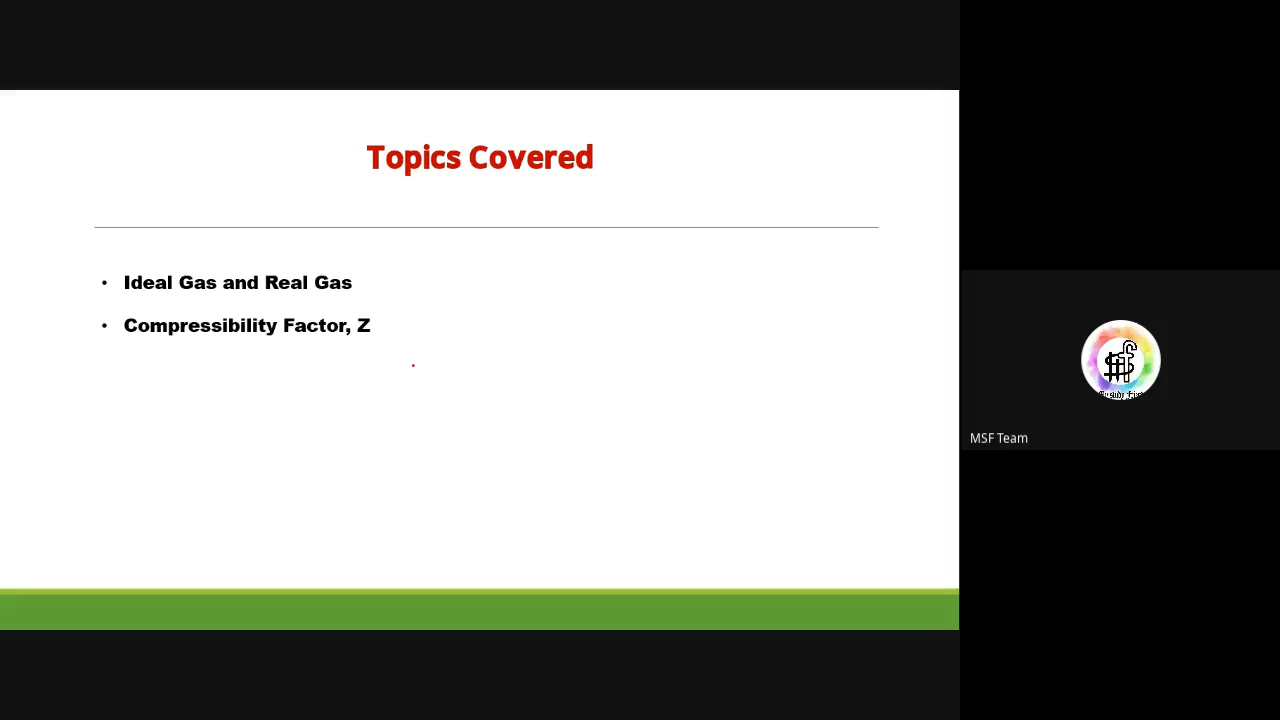 Topics Covered
• Ideal Gas and Real Gas
• Compressibility Factor, Z
MSF Team